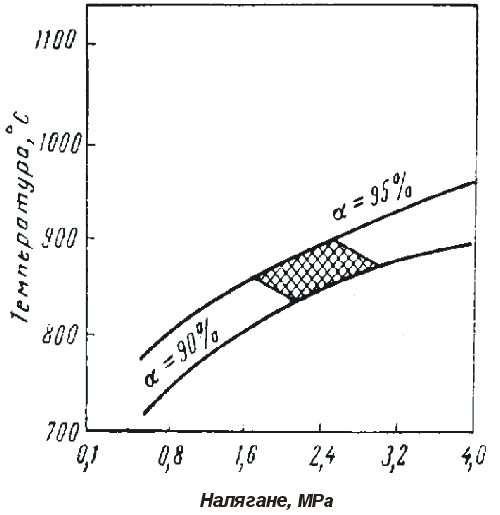 1100
1000
900
800
700
Температура, °C
α = 95%
α = 90%
0,1 0,8 1,6 2,4 3,2 4,0
Налягане, MPa